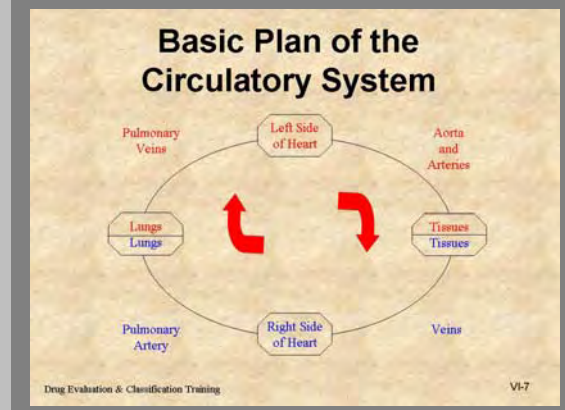 Basic Plan of the
Circulatory System
Pulmonary
Veins
Left Side
of Heart
Aorta
and
Arteries
Lungs
Lungs
Tissues
Tissues
Pulmonary
Artery
Right Side
of Heart
Veins
Drug Evaluation & Classification Training
VI-7